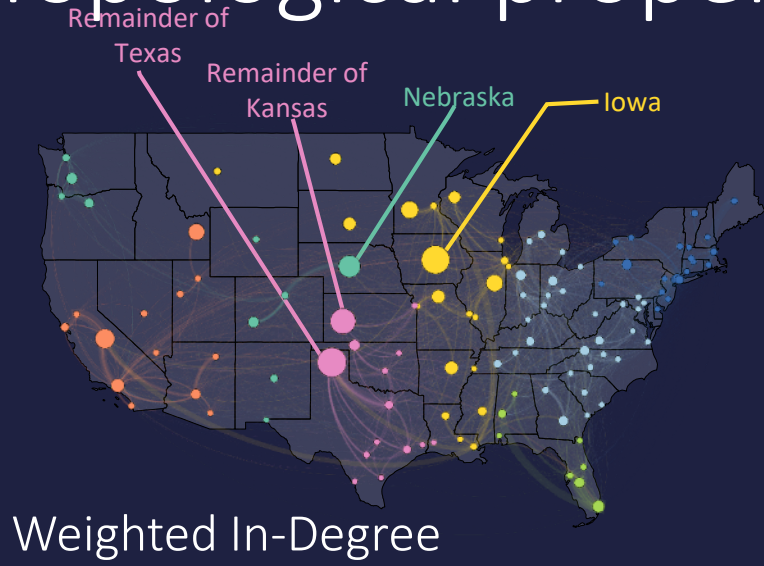 Remainder of
Texas
Remainder of
Kansas
Nebraska
Iowa
Weighted In-Degree